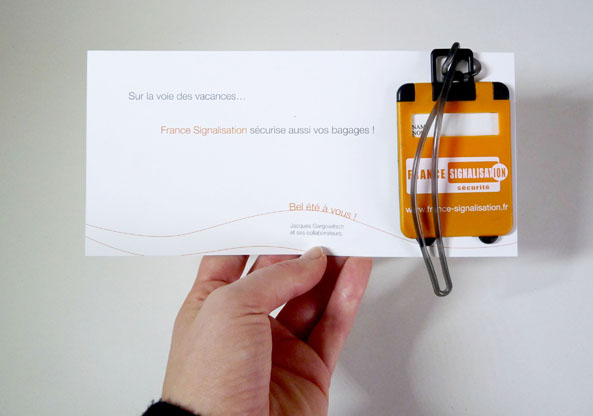 Sur la voie des vacances...
France Signalisation sécurise aussi vos bagages !
Bel été à vous !
Jacques Gargowitsch
et ses collaborateurs.
FRANCE SIGNALISATION
sécurité
www.france-signalisation.fr